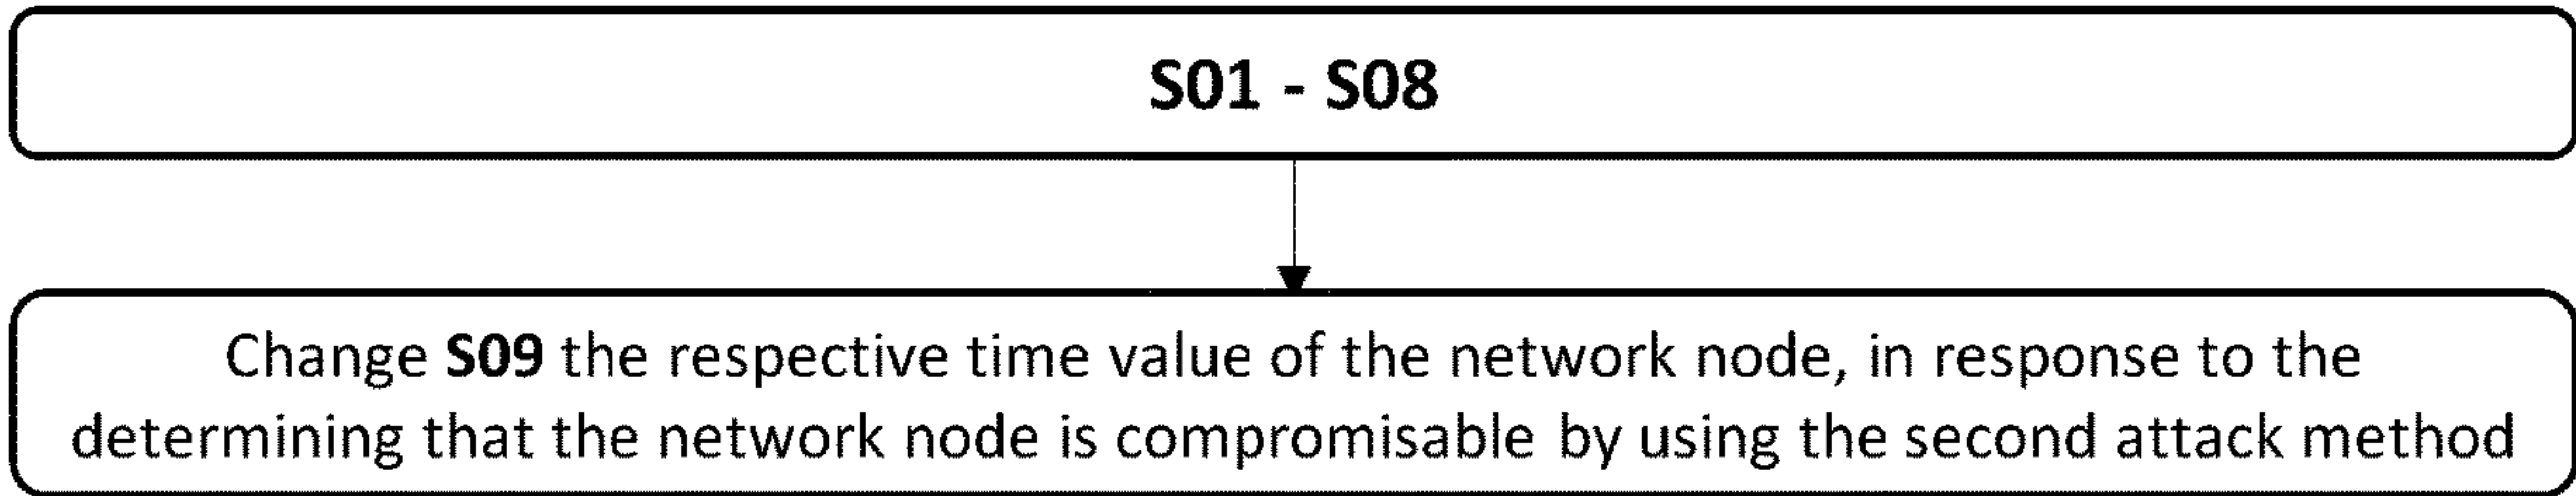 S01 - S08
Change S09 the respective time value of the network node, in response to the
determining that the network node is compromisable by using the second attack method